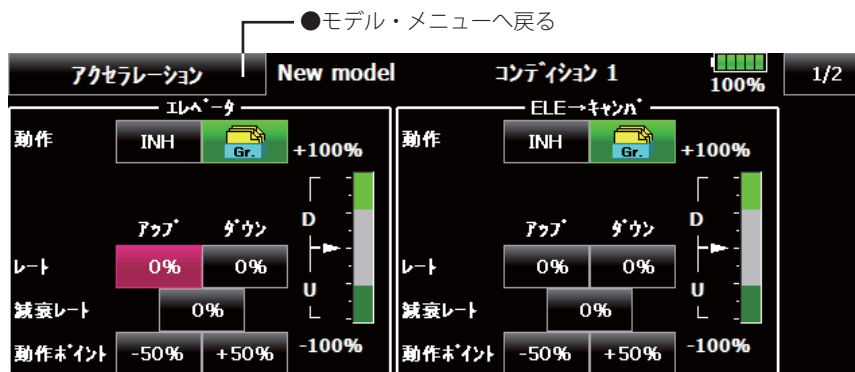 ●モデル・メニューへ戻る
アクセラレーション New model コンディション 1 100% 1/2
エレベータ
動作 INH Gr. +100%
アップ ダウン D
レート 0% 0%
U
減衰レート 0%
動作ポイント -50% +50% -100%
ELE→キャンバ
動作 INH Gr. +100%
アップ ダウン D
レート 0% 0%
U
減衰レート 0%
動作ポイント -50% +50% -100%